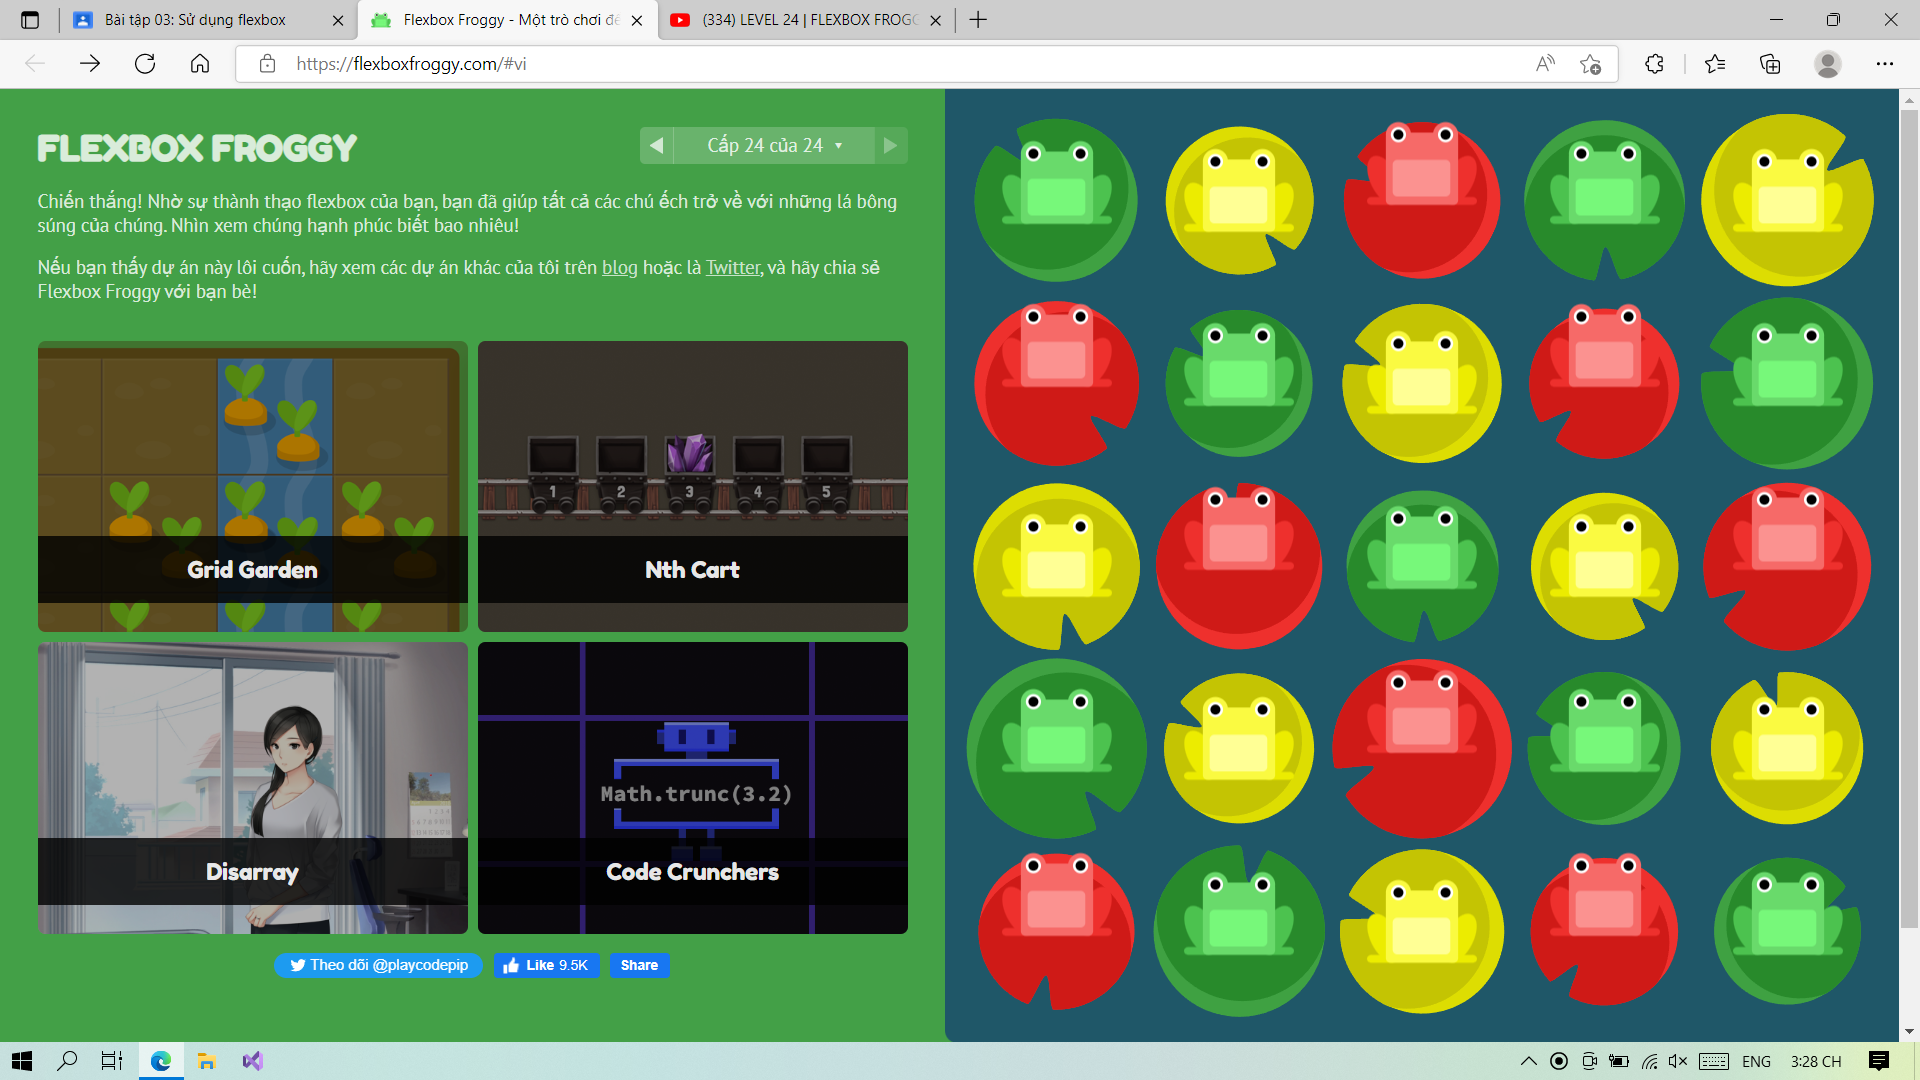 Bài tập 03: Sử dụng flexbox
Flexbox Froggy - Một trò chơi để
(334) LEVEL 24 | FLEXBOX FROGG
https://flexboxfroggy.com/#vi
FLEXBOX FROGGY
Cấp 24 của 24
Chiến thắng! Nhờ sự thành thạo flexbox của bạn, bạn đã giúp tất cả các chú ếch trở về với những lá bông
súng của chúng. Nhìn xem chúng hạnh phúc biết bao nhiêu!
Nếu bạn thấy dự án này lôi cuốn, hãy xem các dự án khác của tôi trên blog hoặc là Twitter, và hãy chia sẻ
Flexbox Froggy với bạn bè!
1 2 3 4 5
Grid Garden
Nth Cart
Math.trunc(3.2)
Disarray
Code Crunchers
Theo dõi @playcodepip
Like 9.5K
Share
ENG
3:28 CH